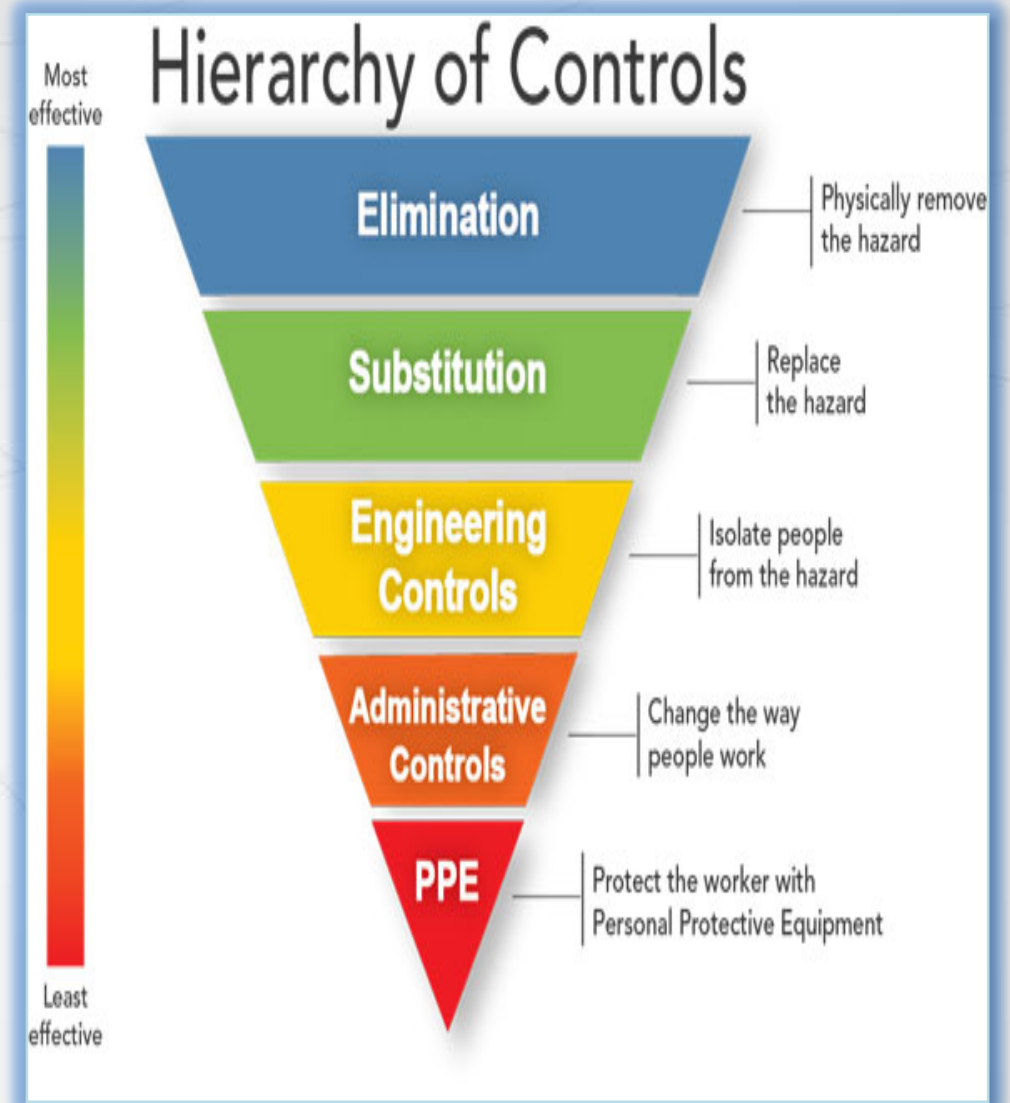 Hierarchy of Controls
Most
effective
Elimination
Physically remove
the hazard
Substitution
Replace
the hazard
Engineering
Controls
Isolate people
from the hazard
Administrative
Controls
Change the way
people work
PPE
Protect the worker with
Personal Protective Equipment
Least
effective